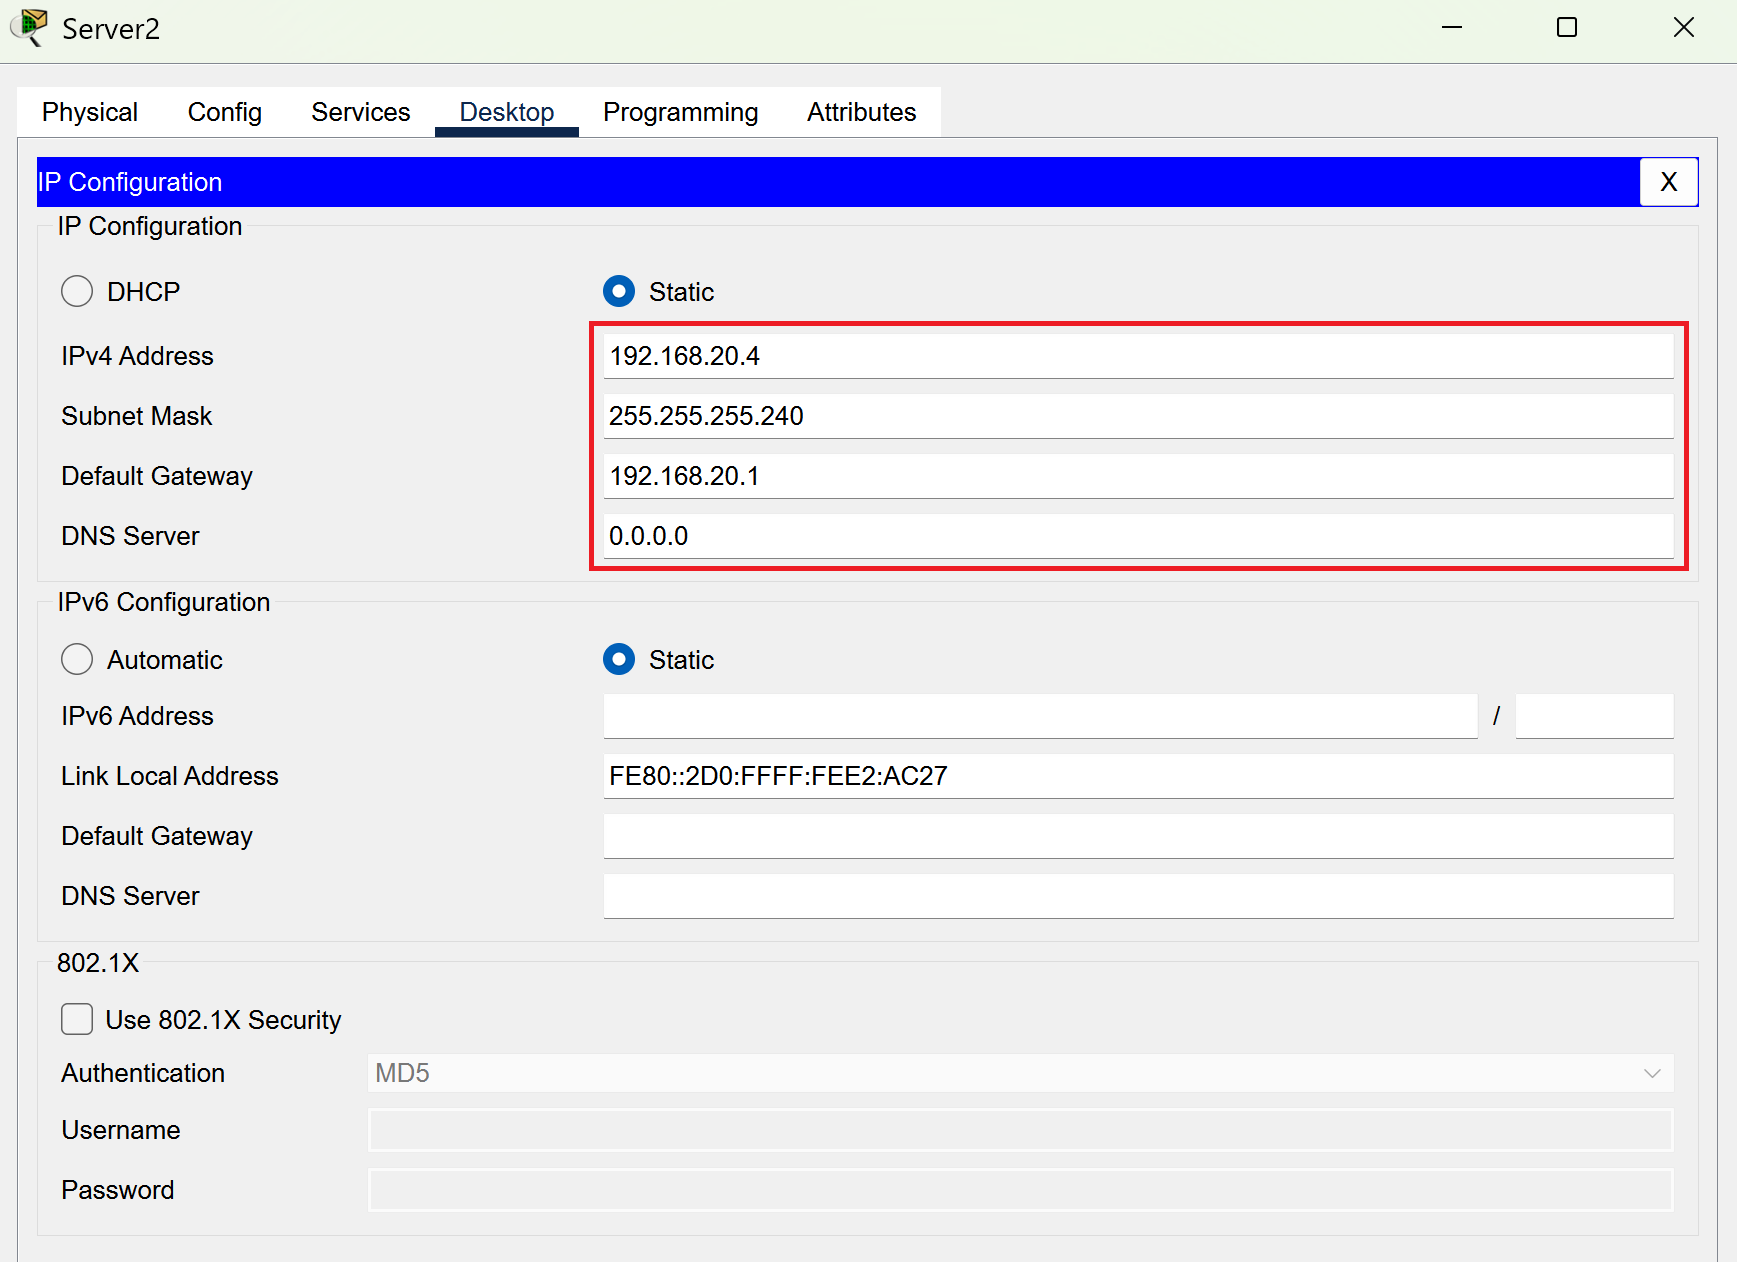 Server2
Physical Config Services Desktop Programming Attributes
IP Configuration X
IP Configuration
DHCP Static
IPv4 Address 192.168.20.4
Subnet Mask 255.255.255.240
Default Gateway 192.168.20.1
DNS Server 0.0.0.0
IPv6 Configuration
Automatic Static
IPv6 Address /
Link Local Address FE80::2D0:FFFF:FEE2:AC27
Default Gateway
DNS Server
802.1X
Use 802.1X Security
Authentication MD5
Username
Password